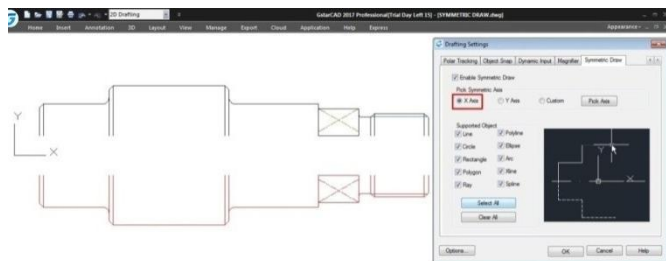 2D Drafting
GstarCAD 2017 Professional(Trial Day Left 15) - [SYMMETRIC DRAW.dwg]
Home Insert Annotation 3D Layout View Manage Export Cloud Application Help Express
Appearance
Drafting Settings
Polar Tracking Object Snap Dynamic Input Magnifier Symmetric Draw
Enable Symmetric Draw
Pick Symmetric Axis
X Axis Y Axis Custom Pick Axis
Supported Object
Line Polyline
Circle Ellipse
Rectangle Arc
Polygon Xline
Ray Spline
Select All
Clear All
Y
X
Y
X
Options... OK Cancel Help